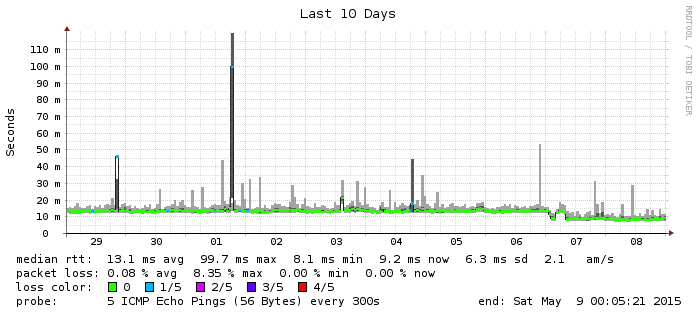 Last 10 Days
RRDTOOL / TOBI OETIKER
Seconds
110 m
100 m
90 m
80 m
70 m
60 m
50 m
40 m
30 m
20 m
10 m
0
29 30 01 02 03 04 05 06 07 08
median rtt: 13.1 ms avg 99.7 ms max 8.1 ms min 9.2 ms now 6.3 ms sd 2.1 am/s
packet loss: 0.08 % avg 8.35 % max 0.00 % min 0.00 % now
loss color: 0 1/5 2/5 3/5 4/5
probe: 5 ICMP Echo Pings (56 Bytes) every 300s end: Sat May 9 00:05:21 2015